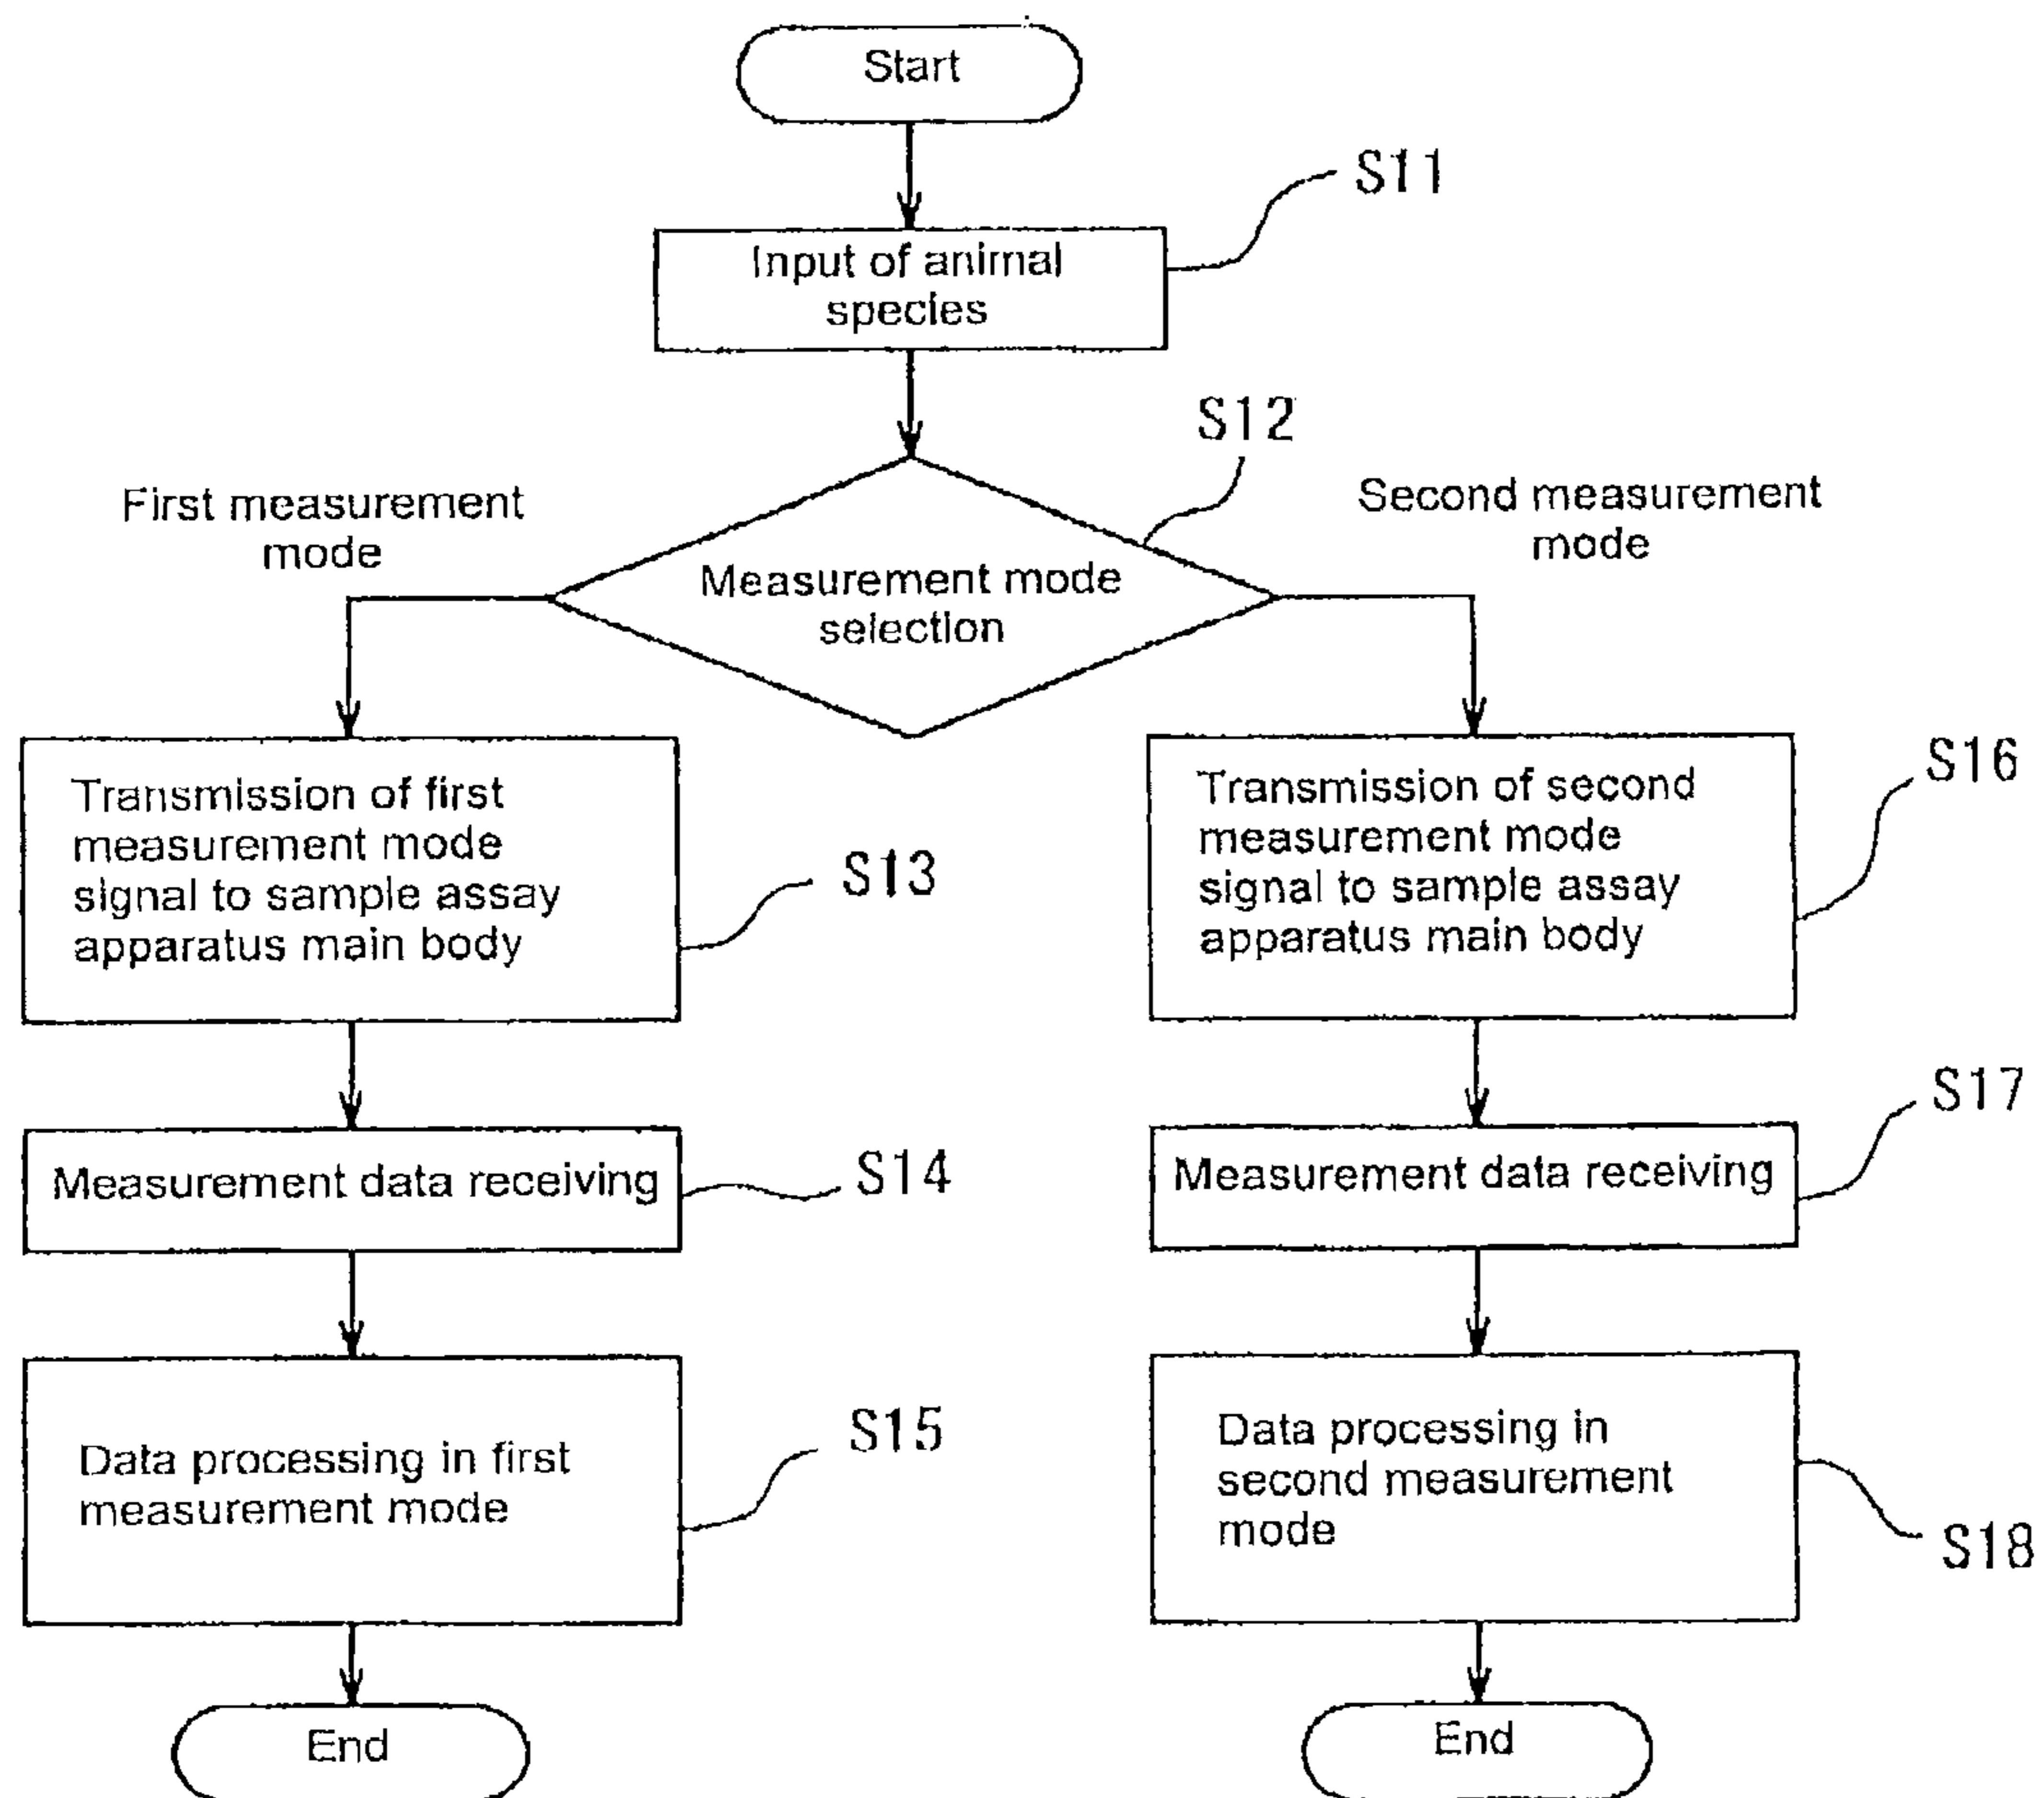 Start
S11
Input of animal
species
S12
First measurement
mode
Second measurement
mode
Measurement mode
selection
Transmission of first
measurement mode
signal to sample assay
apparatus main body
S13
Transmission of second
measurement mode
signal to sample assay
apparatus main body
S16
Measurement data receiving
S14
Measurement data receiving
S17
Data processing in first
measurement mode
S15
Data processing in
second measurement
mode
S18
End
End